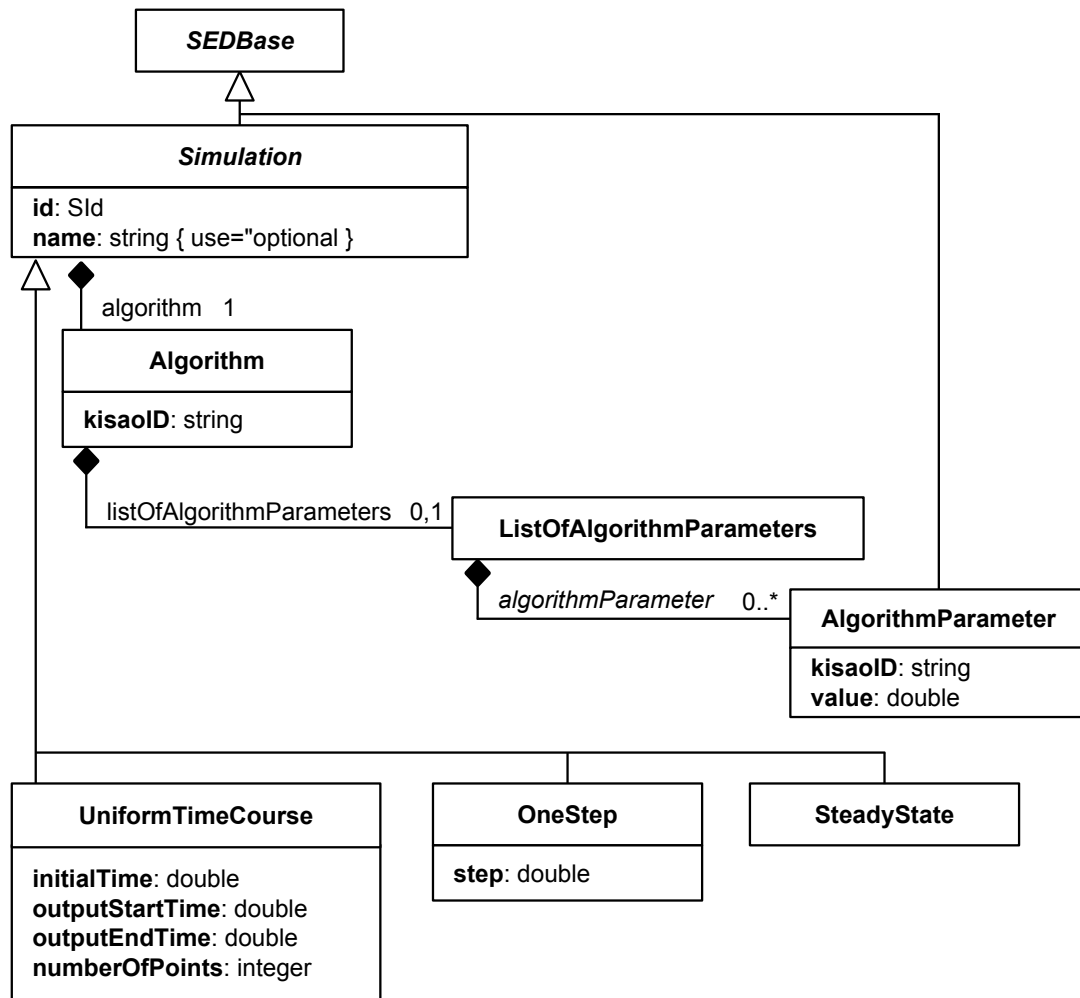 SEDBase
Simulation
id: SId
name: string { use="optional }
algorithm 1
Algorithm
kisaoID: string
listOfAlgorithmParameters 0,1
ListOfAlgorithmParameters
algorithmParameter 0..*
AlgorithmParameter
kisaoID: string
value: double
UniformTimeCourse
initialTime: double
outputStartTime: double
outputEndTime: double
numberOfPoints: integer
OneStep
step: double
SteadyState